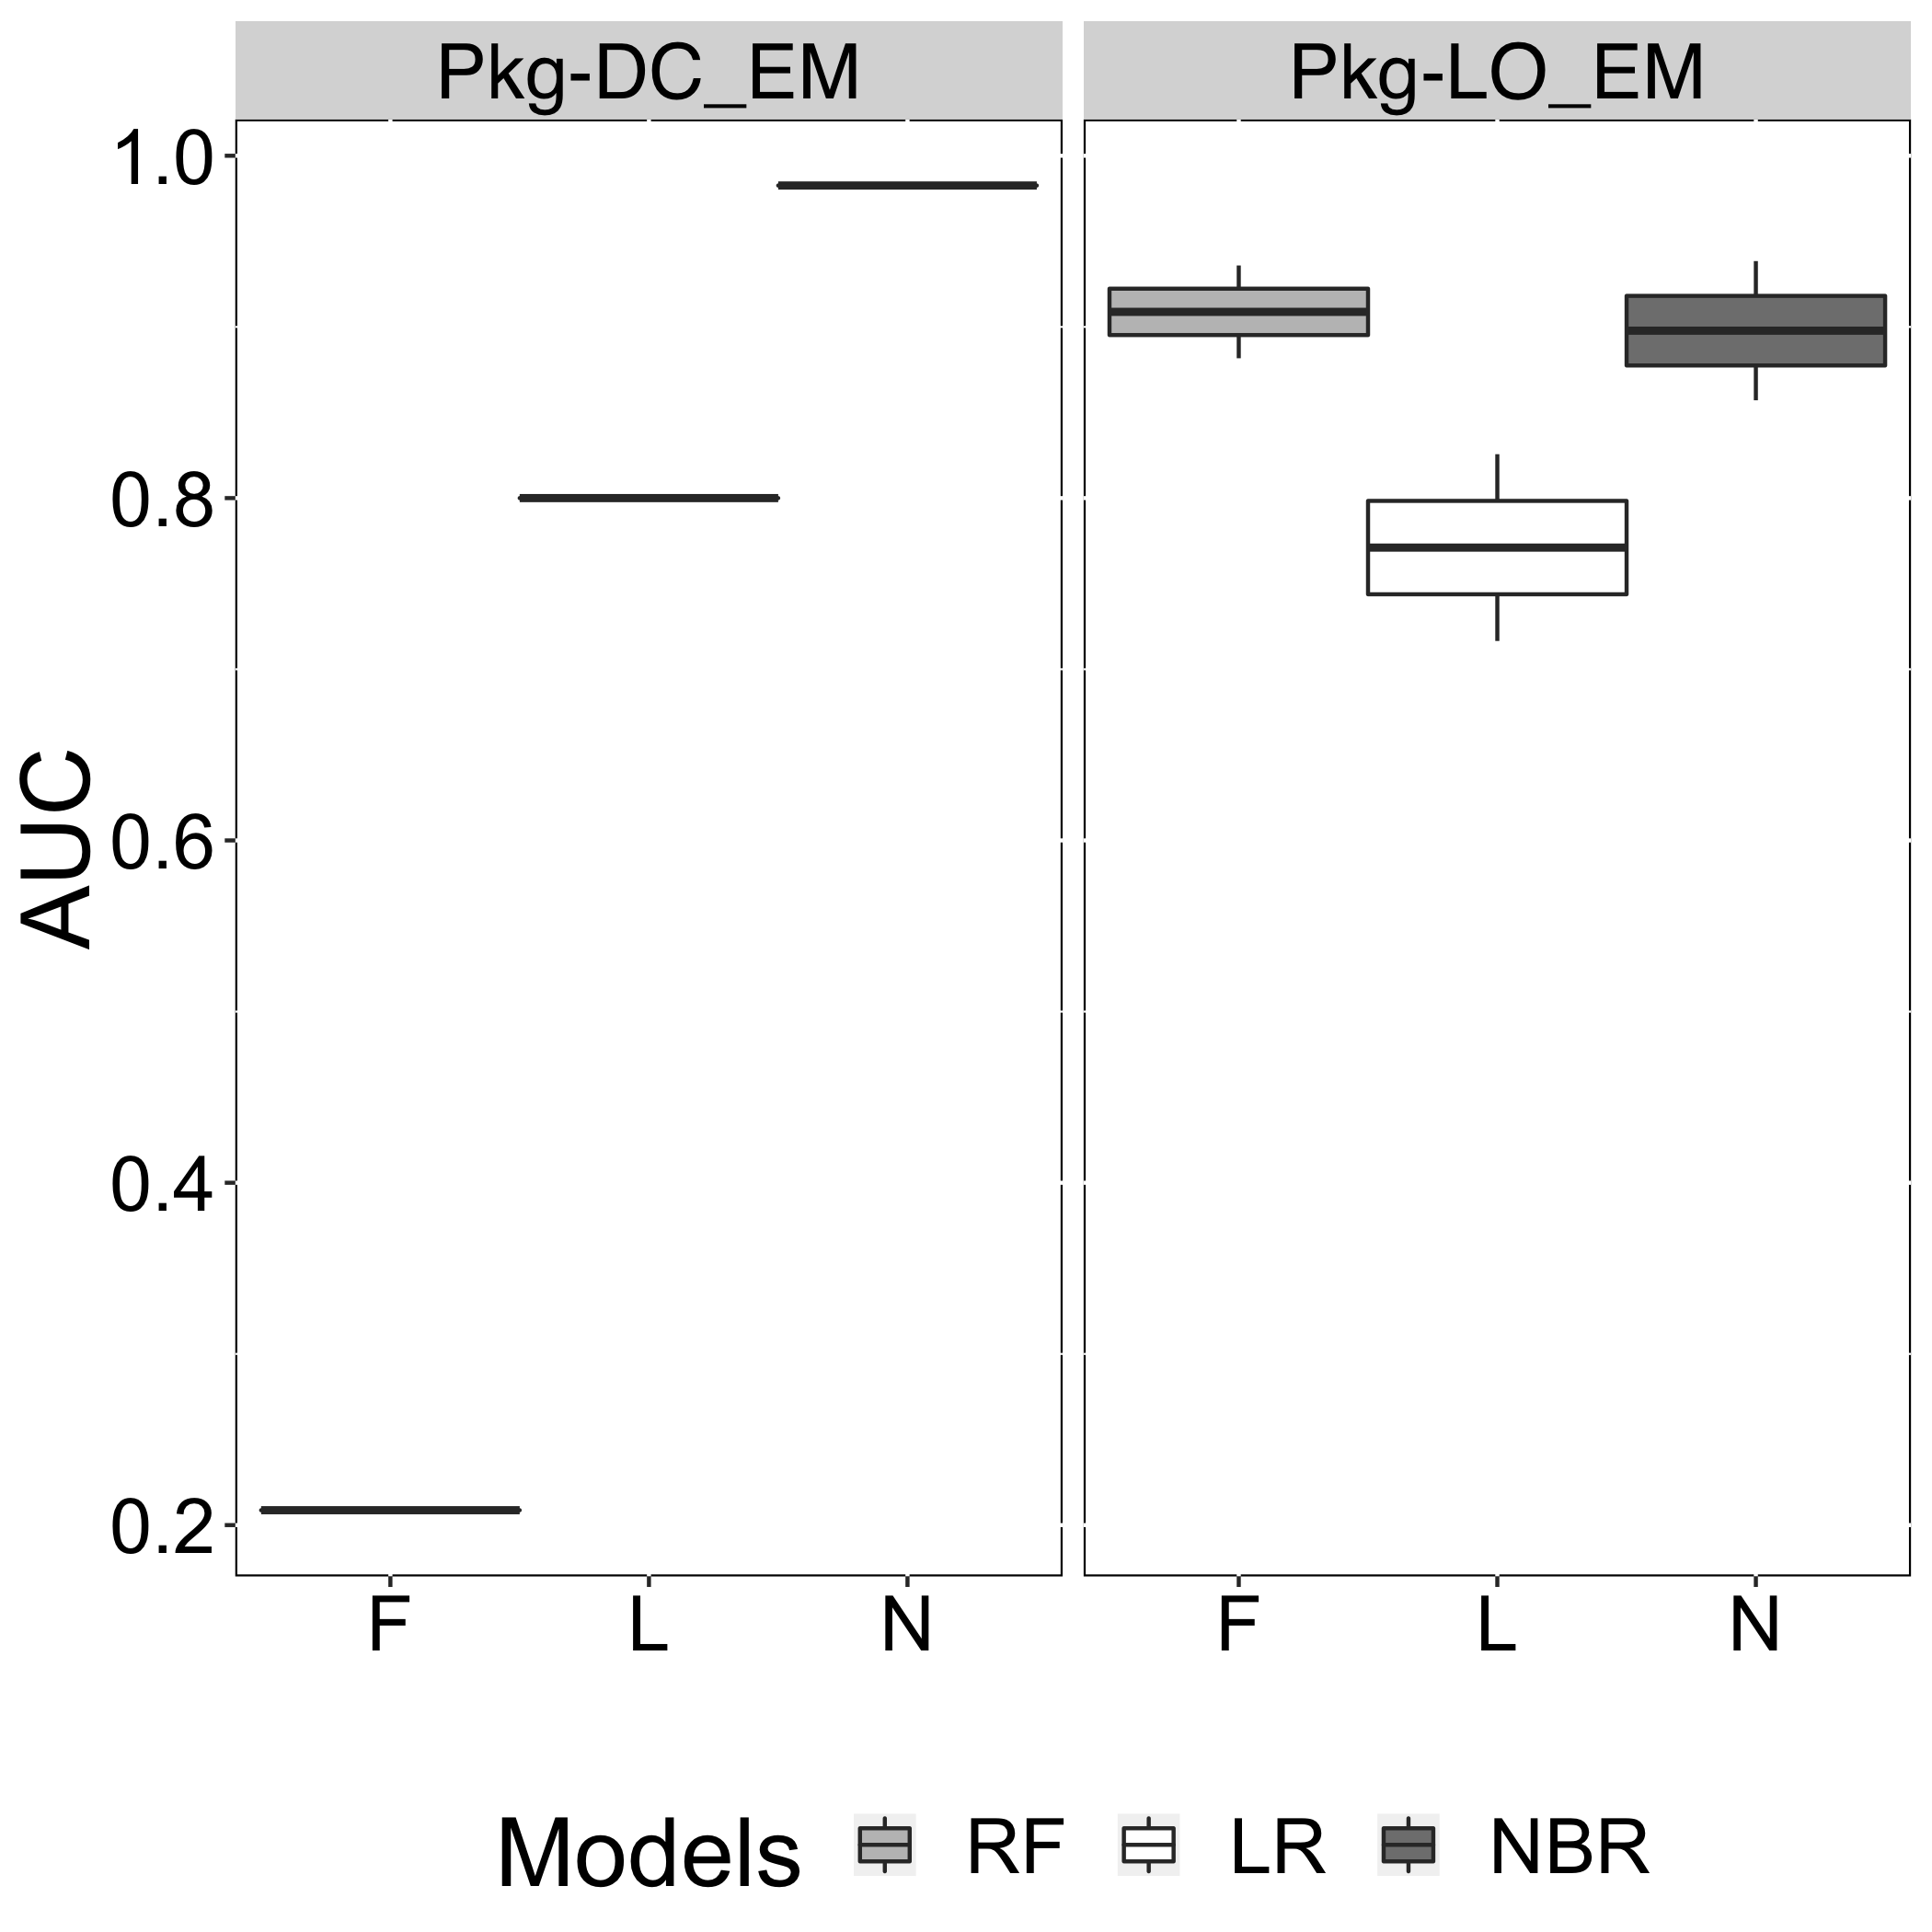 Pkg-DC_EM Pkg-LO_EM
1.0
0.8
0.6
0.4
0.2
AUC
F L N F L N
Models RF LR NBR